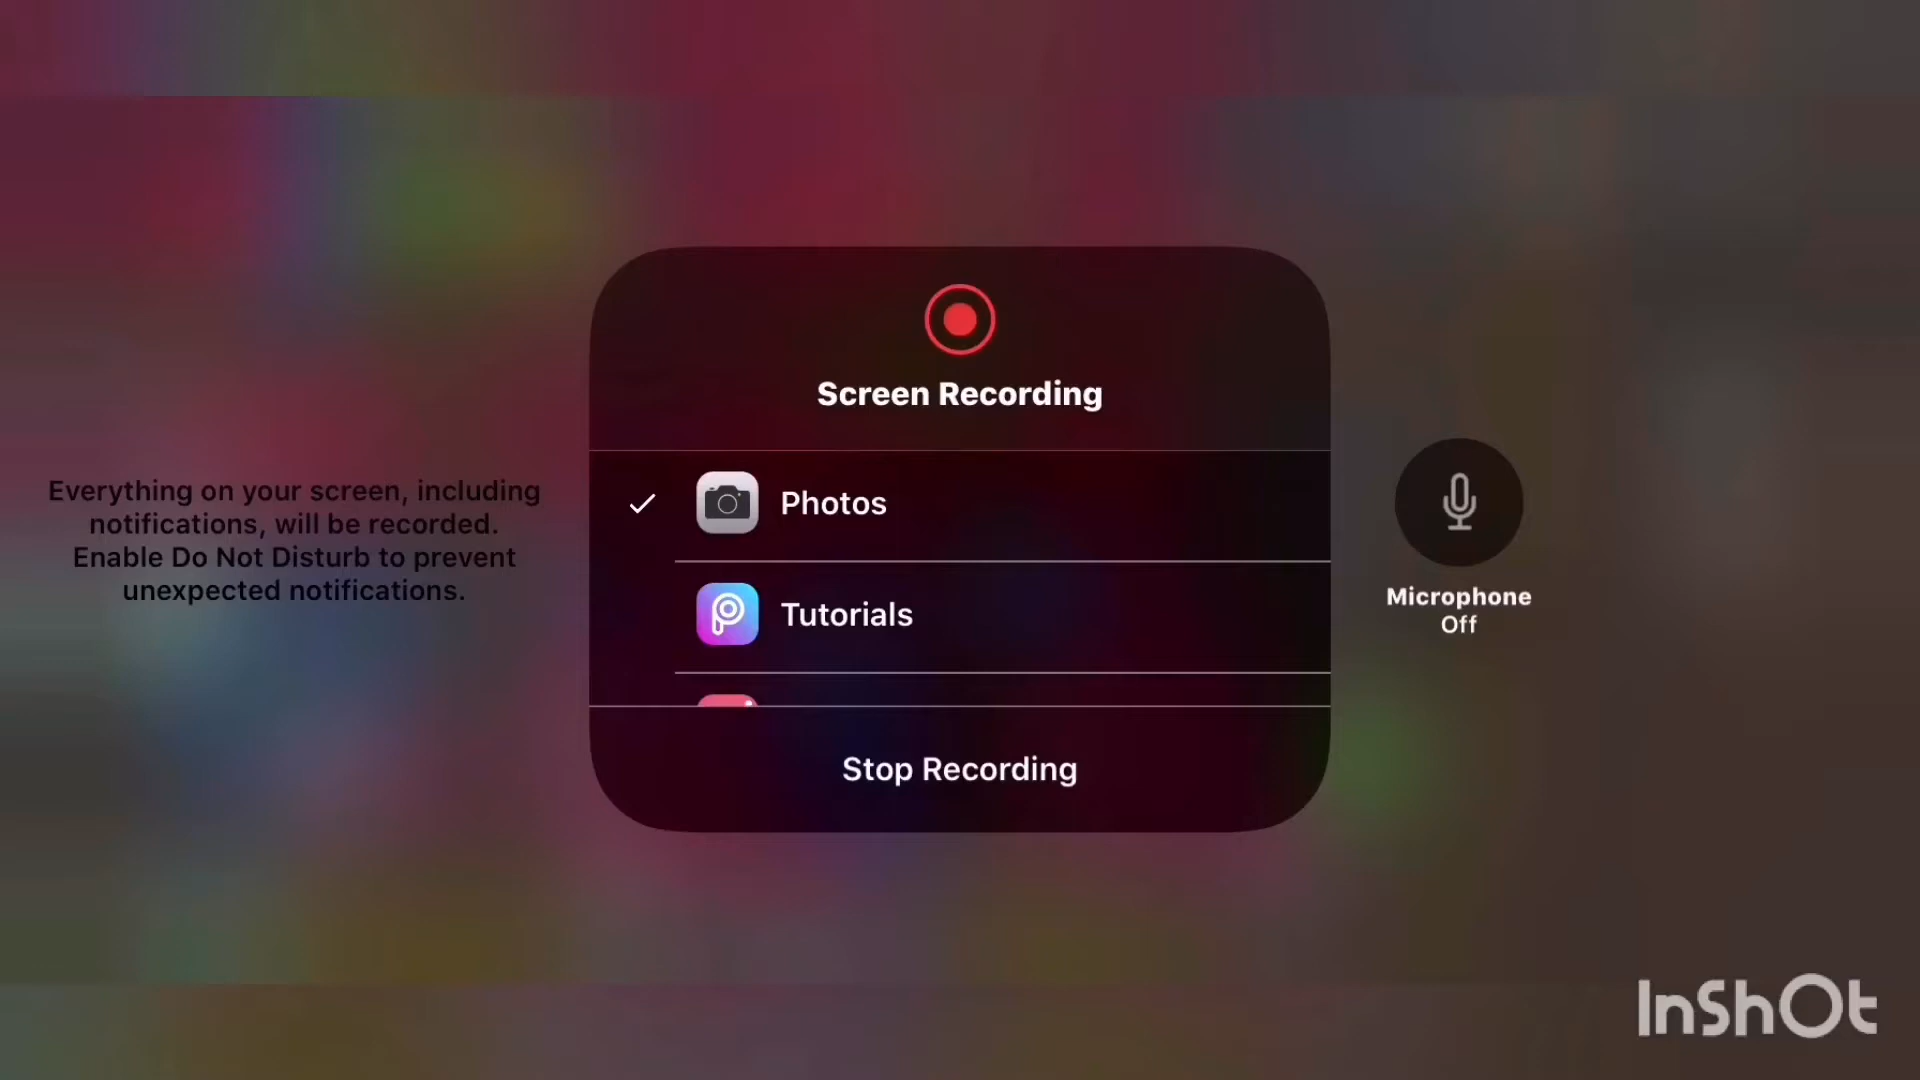 Screen Recording
Everything on your screen, including
notifications, will be recorded.
Enable Do Not Disturb to prevent
unexpected notifications.
Photos
Tutorials
Microphone
Off
Stop Recording
InShOt